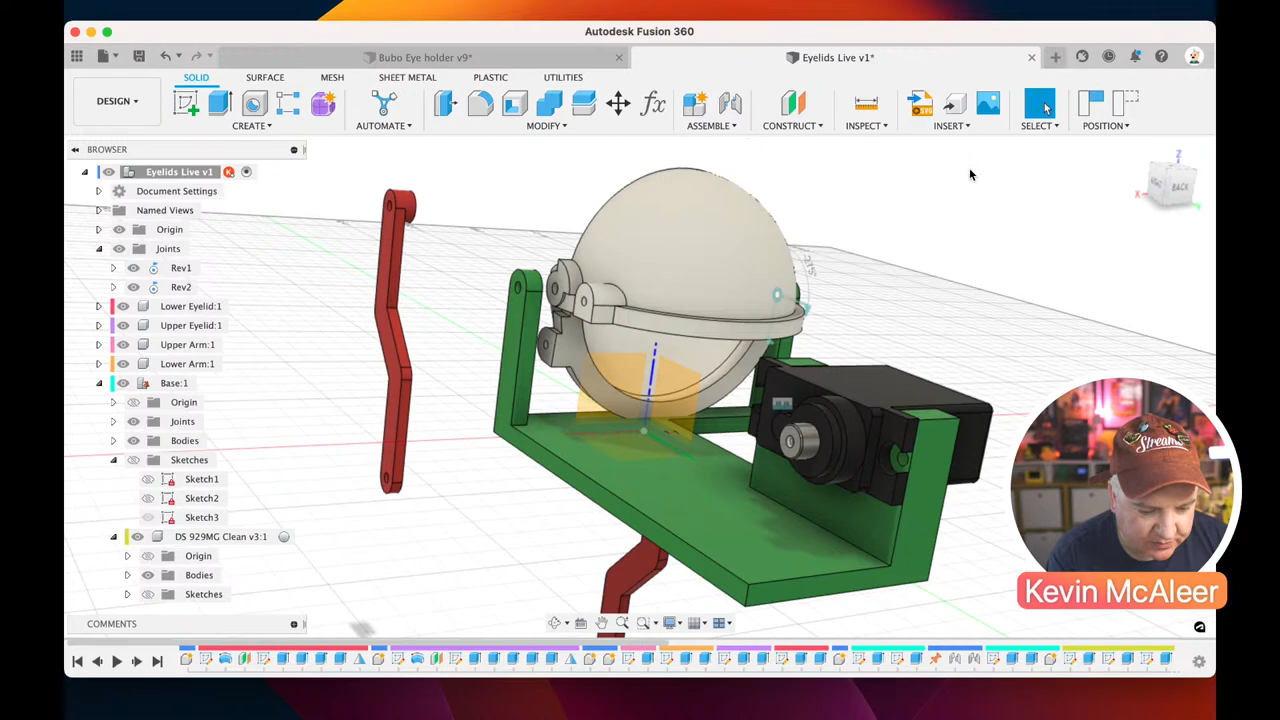 Autodesk Fusion 360
Bubo Eye holder v9*
Eyelids Live v1*
DESIGN
SOLID
SURFACE
MESH
SHEET METAL
PLASTIC
UTILITIES
CREATE
AUTOMATE
MODIFY
ASSEMBLE
CONSTRUCT
INSPECT
INSERT
SELECT
POSITION
BROWSER
Eyelids Live v1
Document Settings
Named Views
Origin
Joints
Rev1
Rev2
Lower Eyelid:1
Upper Eyelid:1
Upper Arm:1
Lower Arm:1
Base:1
Origin
Joints
Bodies
Sketches
Sketch1
Sketch2
Sketch3
DS 929MG Clean v3:1
Origin
Bodies
Sketches
COMMENTS
Z
X
RIGHT
BACK
Streams
Kevin McAleer